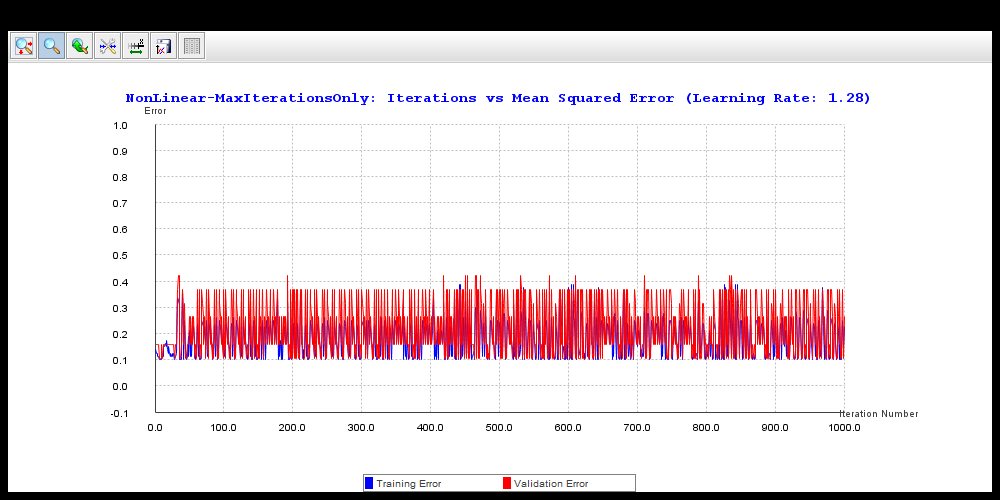 NonLinear-MaxIterationsOnly: Iterations vs Mean Squared Error (Learning Rate: 1.28)
Error
1.0
0.9
0.8
0.7
0.6
0.5
0.4
0.3
0.2
0.1
0.0
-0.1
Iteration Number
0.0 100.0 200.0 300.0 400.0 500.0 600.0 700.0 800.0 900.0 1000.0
Training Error Validation Error